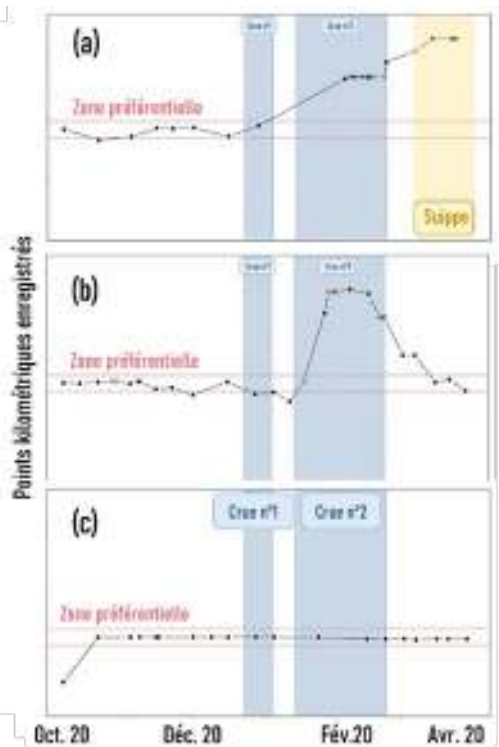 Points kilométriques enregistrés
(a)
Zone préférentielle
Suippe
(b)
Zone préférentielle
(c)
Crue n°1
Crue n°2
Zone préférentielle
Oct. 20
Déc. 20
Fév.20
Avr. 20